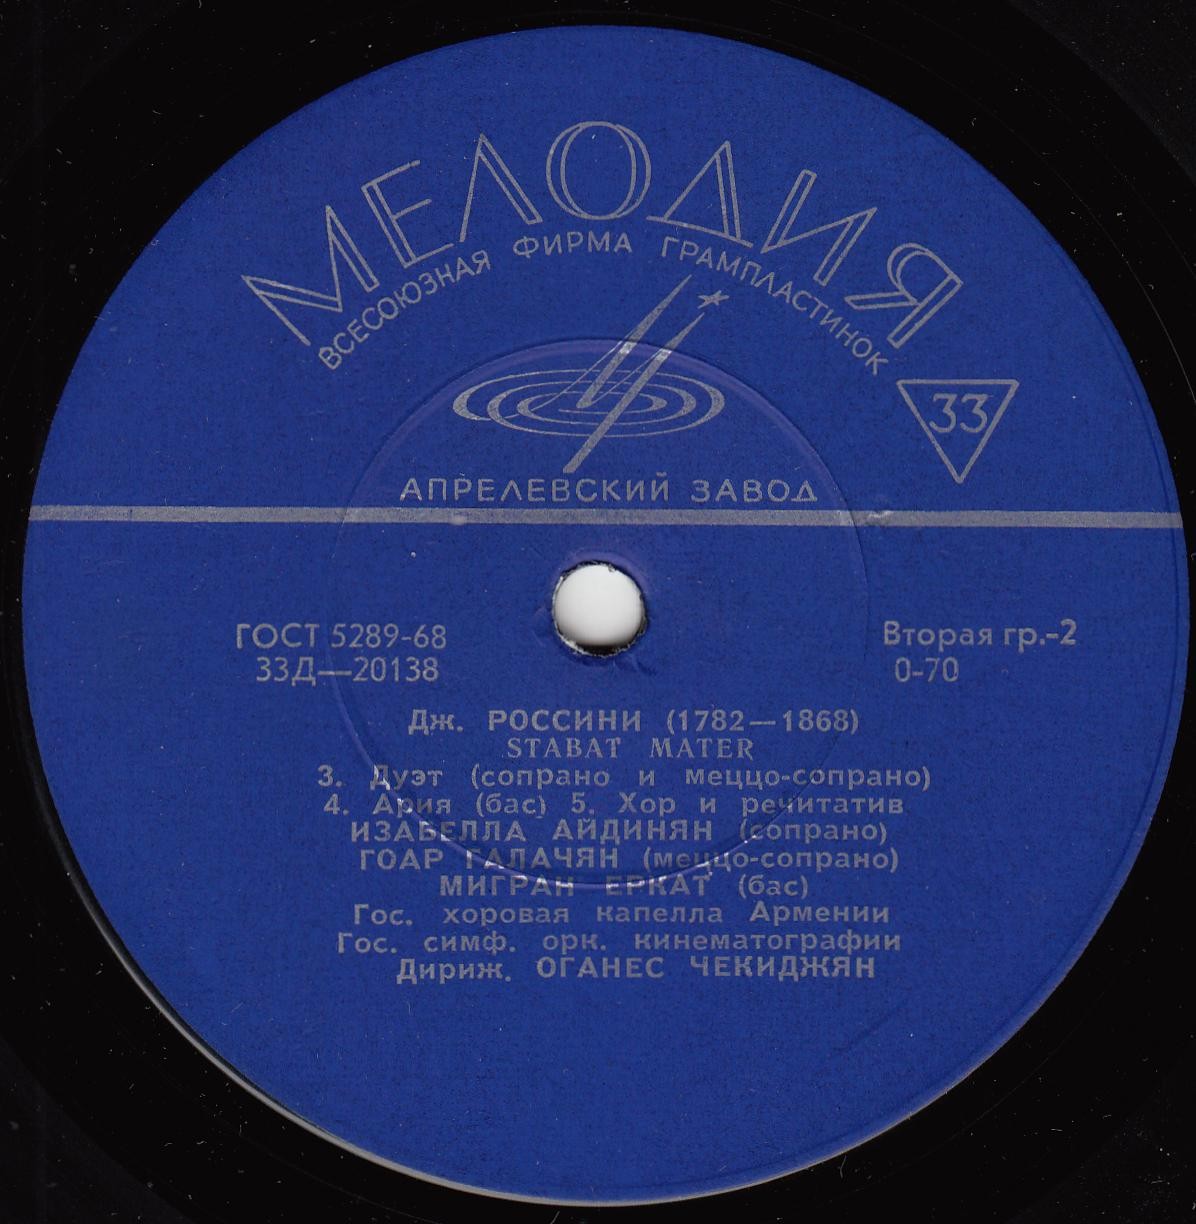 МЕЛОДИЯ
ВСЕСОЮЗНАЯ ФИРМА ГРАМПЛАСТИНОК
33
АПРЕЛЕВСКИЙ ЗАВОД
ГОСТ 5289-68
33Д—20138
Вторая гр.-2
0-70
Дж. РОССИНИ (1782—1868)
STABAT MATER
3. Дуэт (сопрано и меццо-сопрано)
4. Ария (бас) 5. Хор и речитатив
ИЗАБЕЛЛА АЙДИНЯН (сопрано)
ГОАР ГАЛАЧЯН (меццо-сопрано)
МИГРАН ЕРКАТ (бас)
Гос. хоровая капелла Армении
Гос. симф. орк. кинематографии
Дириж. ОГАНЕС ЧЕКИДЖЯН